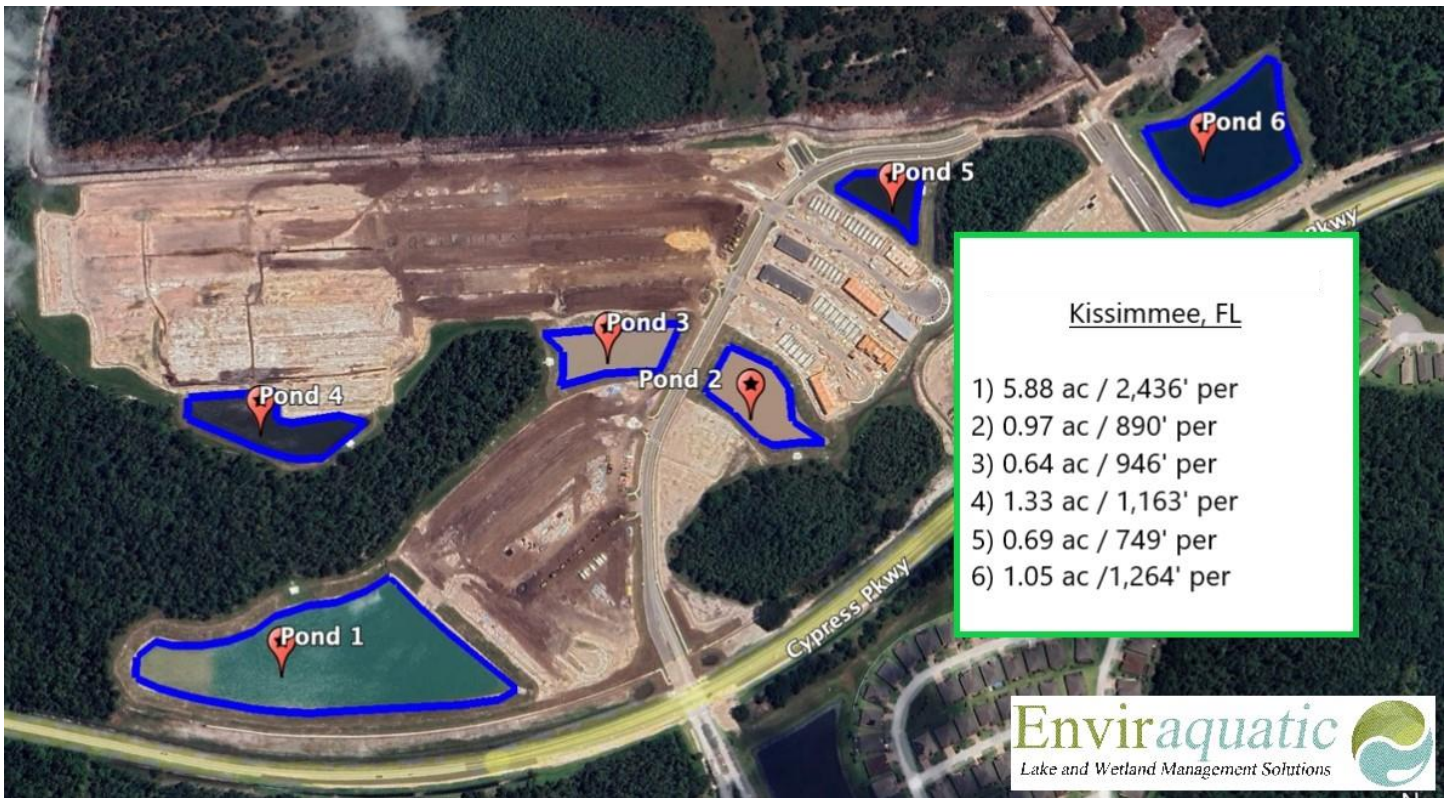 Pond 6
Pond 5
Pkwy
Kissimmee, FL
Pond 3
Pond 2
1) 5.88 ac / 2,436' per
2) 0.97 ac / 890' per
3) 0.64 ac / 946' per
4) 1.33 ac / 1,163' per
5) 0.69 ac / 749' per
6) 1.05 ac /1,264' per
Pond 4
Cypress Pkwy
Pond 1
Enviraquatic
Lake and Wetland Management Solutions